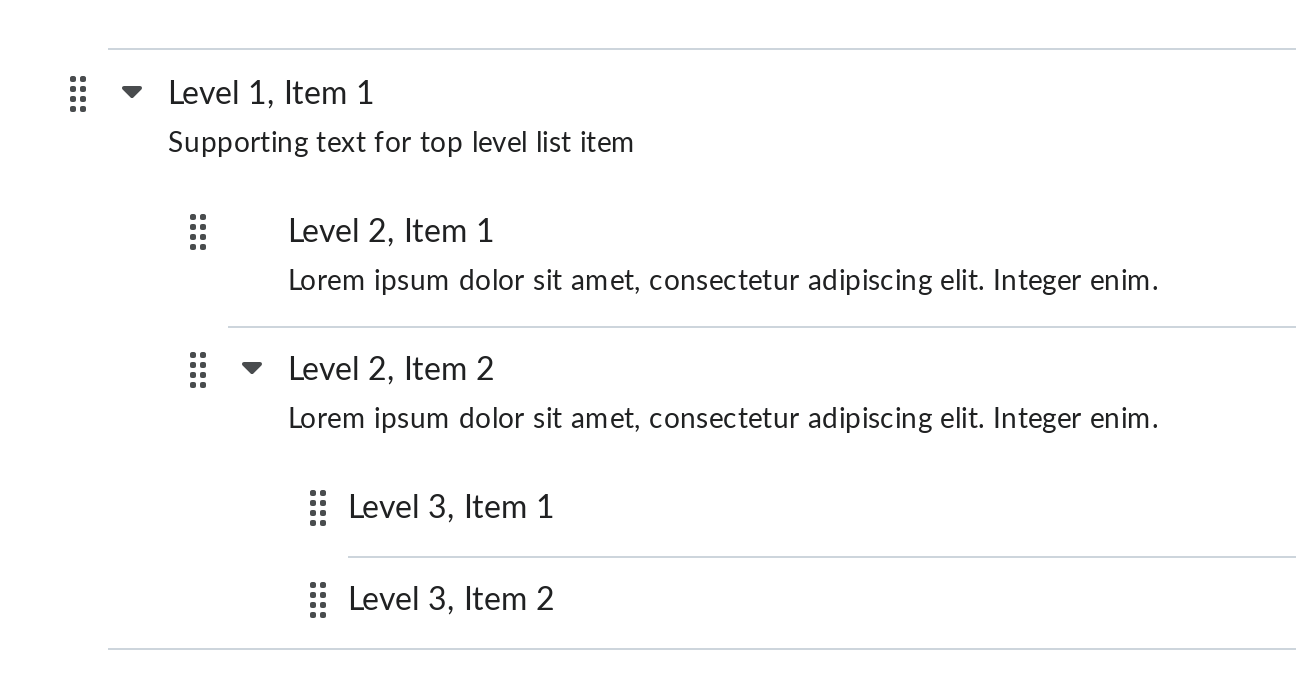 Level 1, Item 1
Supporting text for top level list item
Level 2, Item 1
Lorem ipsum dolor sit amet, consectetur adipiscing elit. Integer enim.
Level 2, Item 2
Lorem ipsum dolor sit amet, consectetur adipiscing elit. Integer enim.
Level 3, Item 1
Level 3, Item 2